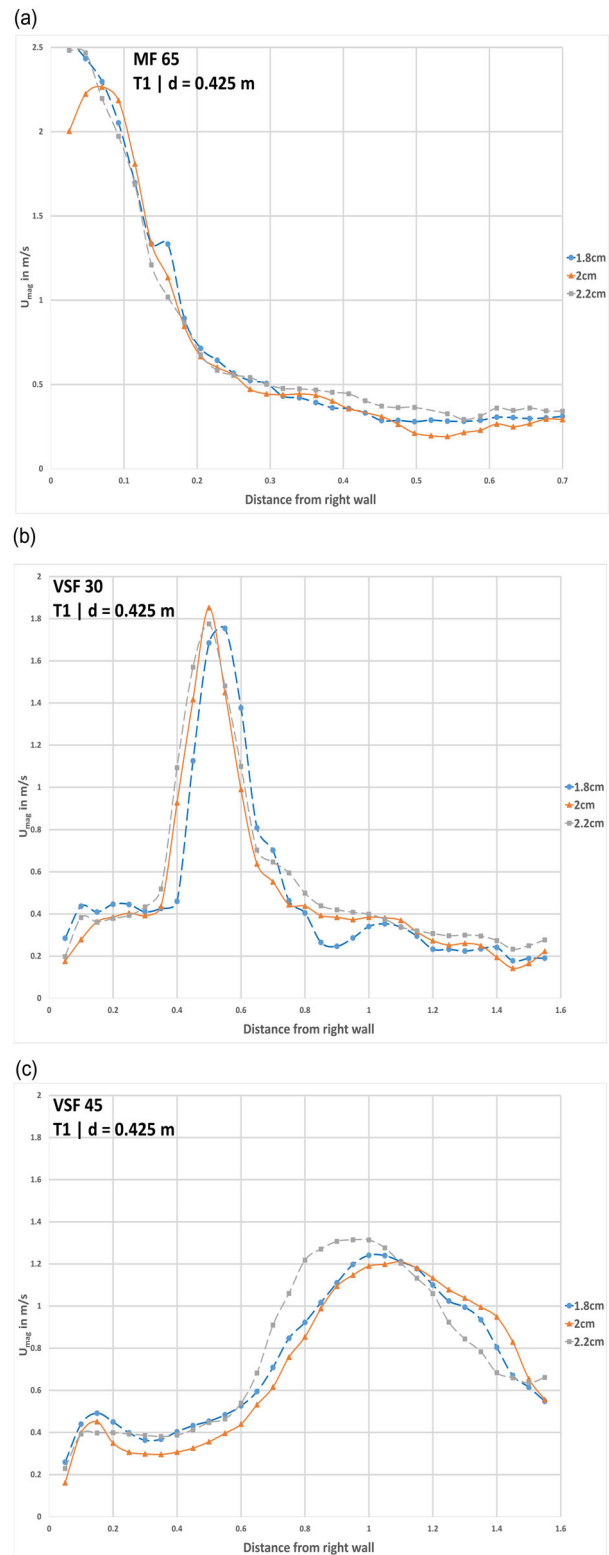 (a)
MF 65
T1 | d = 0.425 m
2.5
2
1.5
1
0.5
0
U_mag in m/s
0
0.1
0.2
0.3
0.4
0.5
0.6
0.7
Distance from right wall
1.8cm
2cm
2.2cm
(b)
VSF 30
T1 | d = 0.425 m
2
1.8
1.6
1.4
1.2
1
0.8
0.6
0.4
0.2
0
U_mag in m/s
0
0.2
0.4
0.6
0.8
1
1.2
1.4
1.6
Distance from right wall
1.8cm
2cm
2.2cm
(c)
VSF 45
T1 | d = 0.425 m
2
1.8
1.6
1.4
1.2
1
0.8
0.6
0.4
0.2
0
U_mag in m/s
0
0.2
0.4
0.6
0.8
1
1.2
1.4
1.6
Distance from right wall
1.8cm
2cm
2.2cm